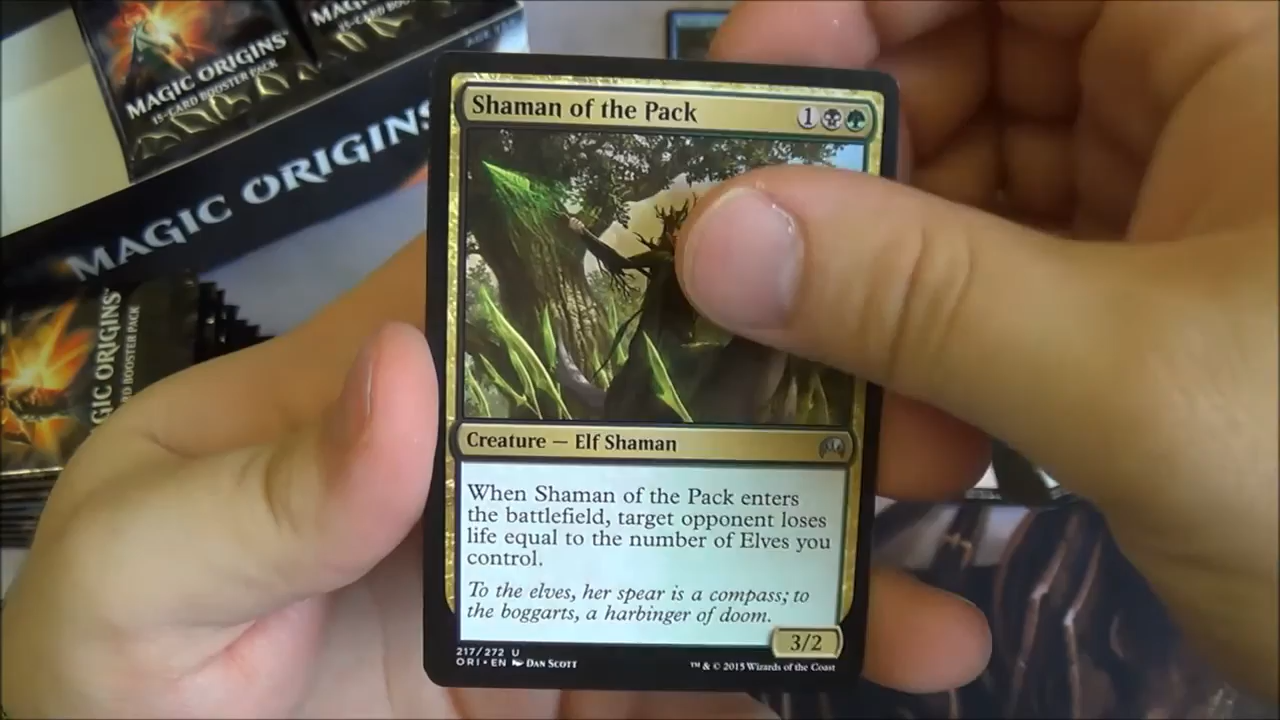 MAGIC ORIGINS™
15-CARD BOOSTER PACK
MAGIC ORIGINS
Shaman of the Pack
1
Creature — Elf Shaman
When Shaman of the Pack enters
the battlefield, target opponent loses
life equal to the number of Elves you
control.
To the elves, her spear is a compass; to
the boggarts, a harbinger of doom.
3/2
217/272 U
ORI • EN DAN SCOTT
™ & © 2015 Wizards of the Coast